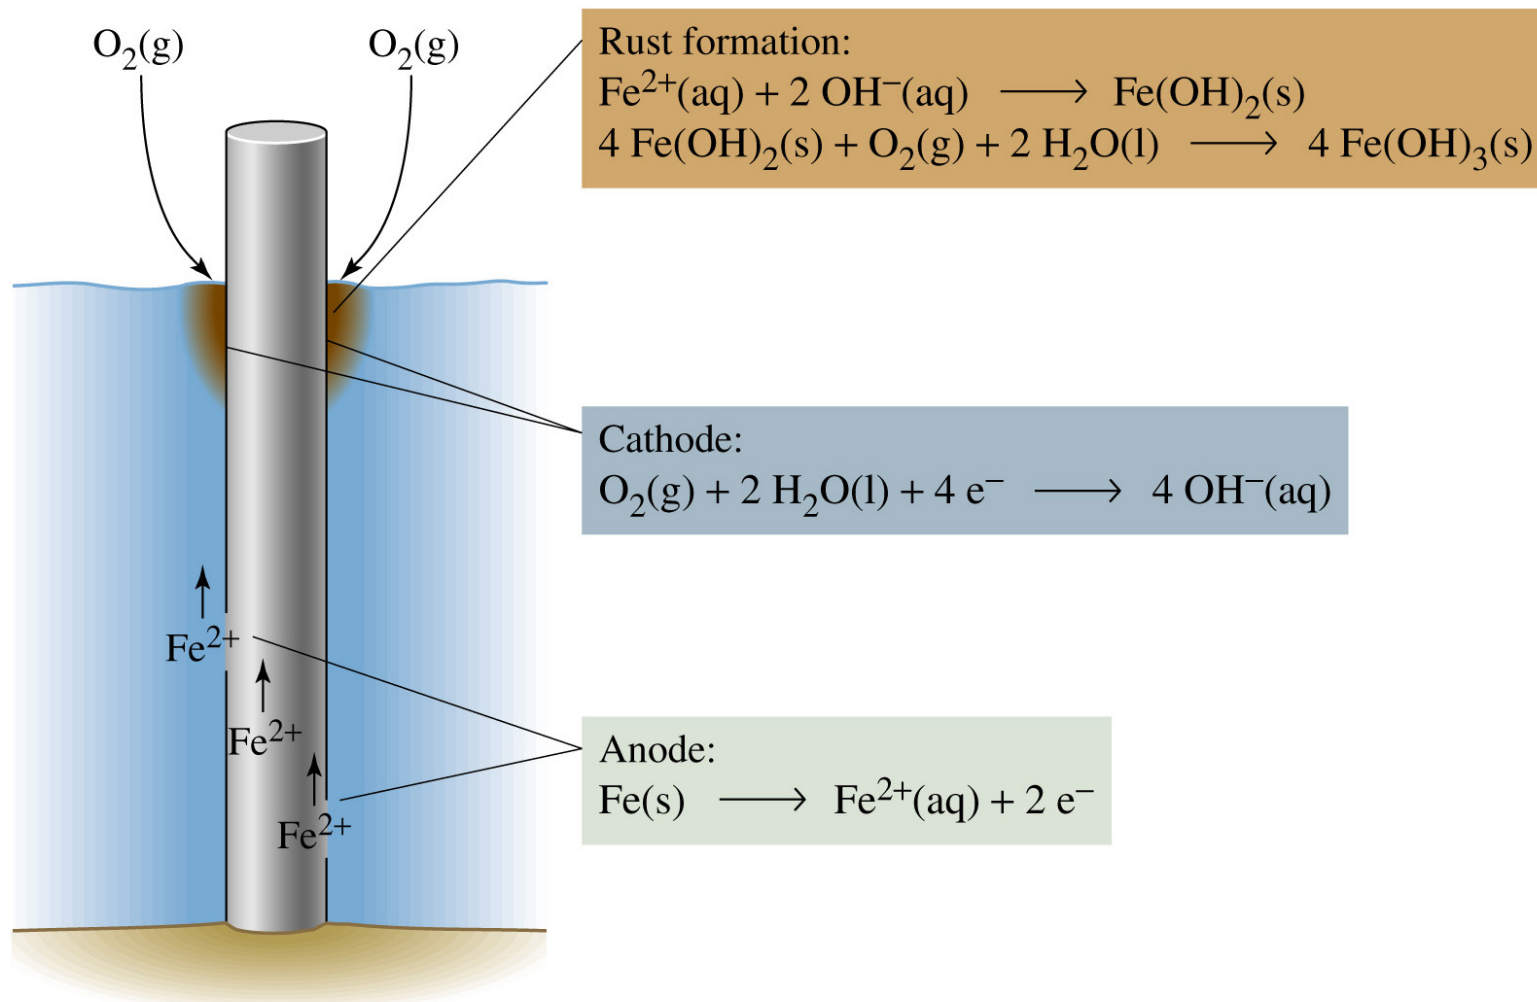 O₂(g)
O₂(g)
Rust formation:
Fe²⁺(aq) + 2 OH⁻(aq) ⟶ Fe(OH)₂(s)
4 Fe(OH)₂(s) + O₂(g) + 2 H₂O(l) ⟶ 4 Fe(OH)₃(s)
Cathode:
O₂(g) + 2 H₂O(l) + 4 e⁻ ⟶ 4 OH⁻(aq)
Fe²⁺
Fe²⁺
Fe²⁺
Anode:
Fe(s) ⟶ Fe²⁺(aq) + 2 e⁻